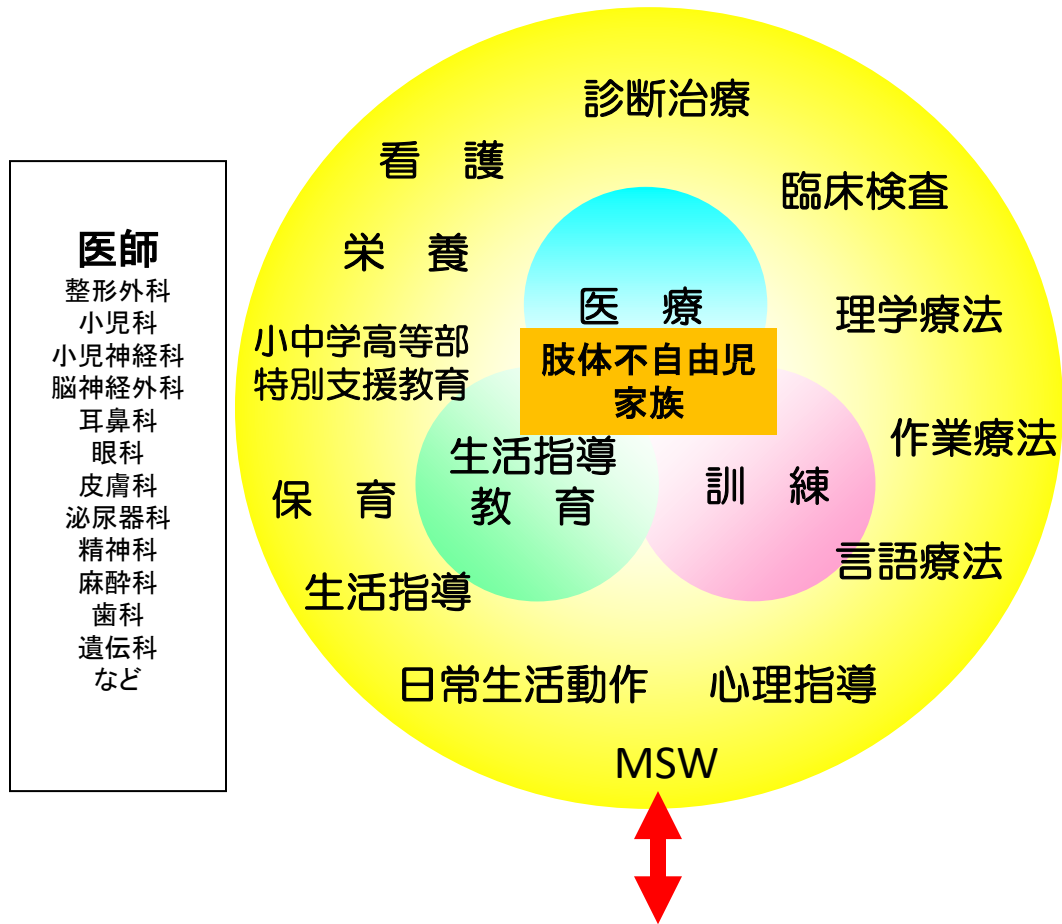 医師
整形外科
小児科
小児神経科
脳神経外科
耳鼻科
眼科
皮膚科
泌尿器科
精神科
麻酔科
歯科
遺伝科
など
診断治療
看　護
臨床検査
栄　養
医　療
理学療法
小中学高等部
特別支援教育
肢体不自由児
家族
作業療法
生活指導
教　育
訓　練
保　育
言語療法
生活指導
日常生活動作
心理指導
MSW